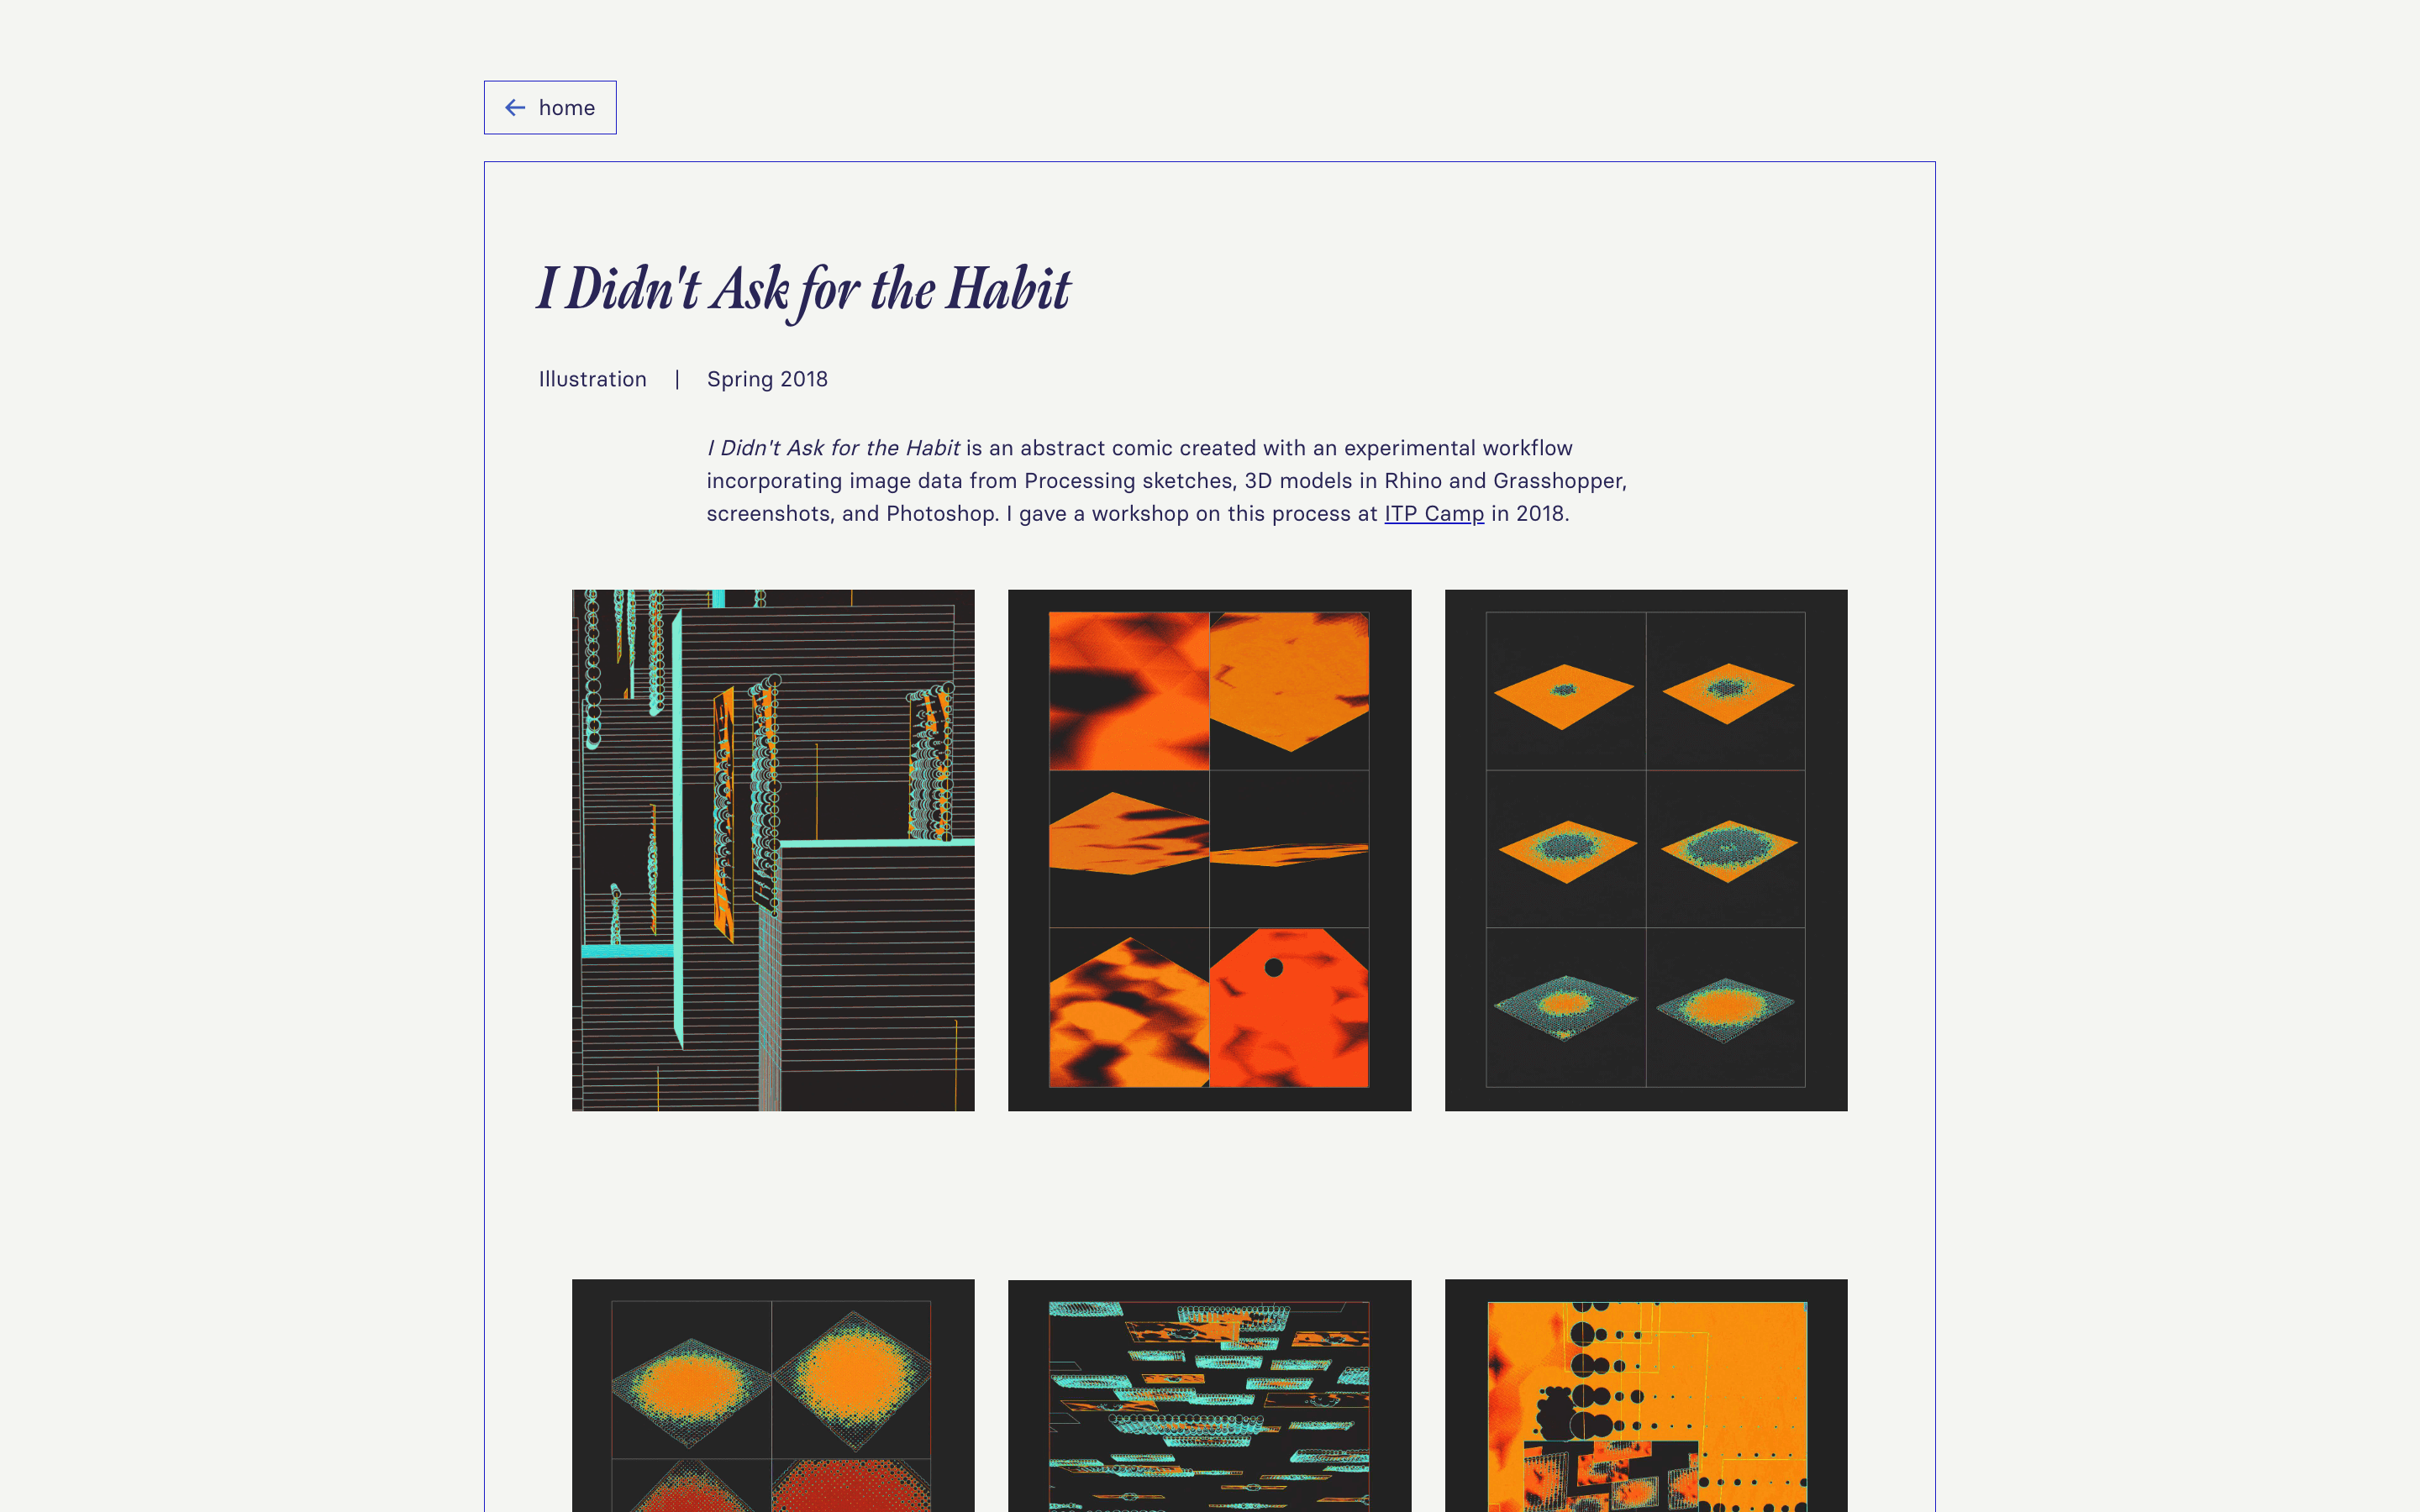 ← home
I Didn't Ask for the Habit
Illustration | Spring 2018
I Didn't Ask for the Habit is an abstract comic created with an experimental workflow
incorporating image data from Processing sketches, 3D models in Rhino and Grasshopper,
screenshots, and Photoshop. I gave a workshop on this process at ITP Camp in 2018.